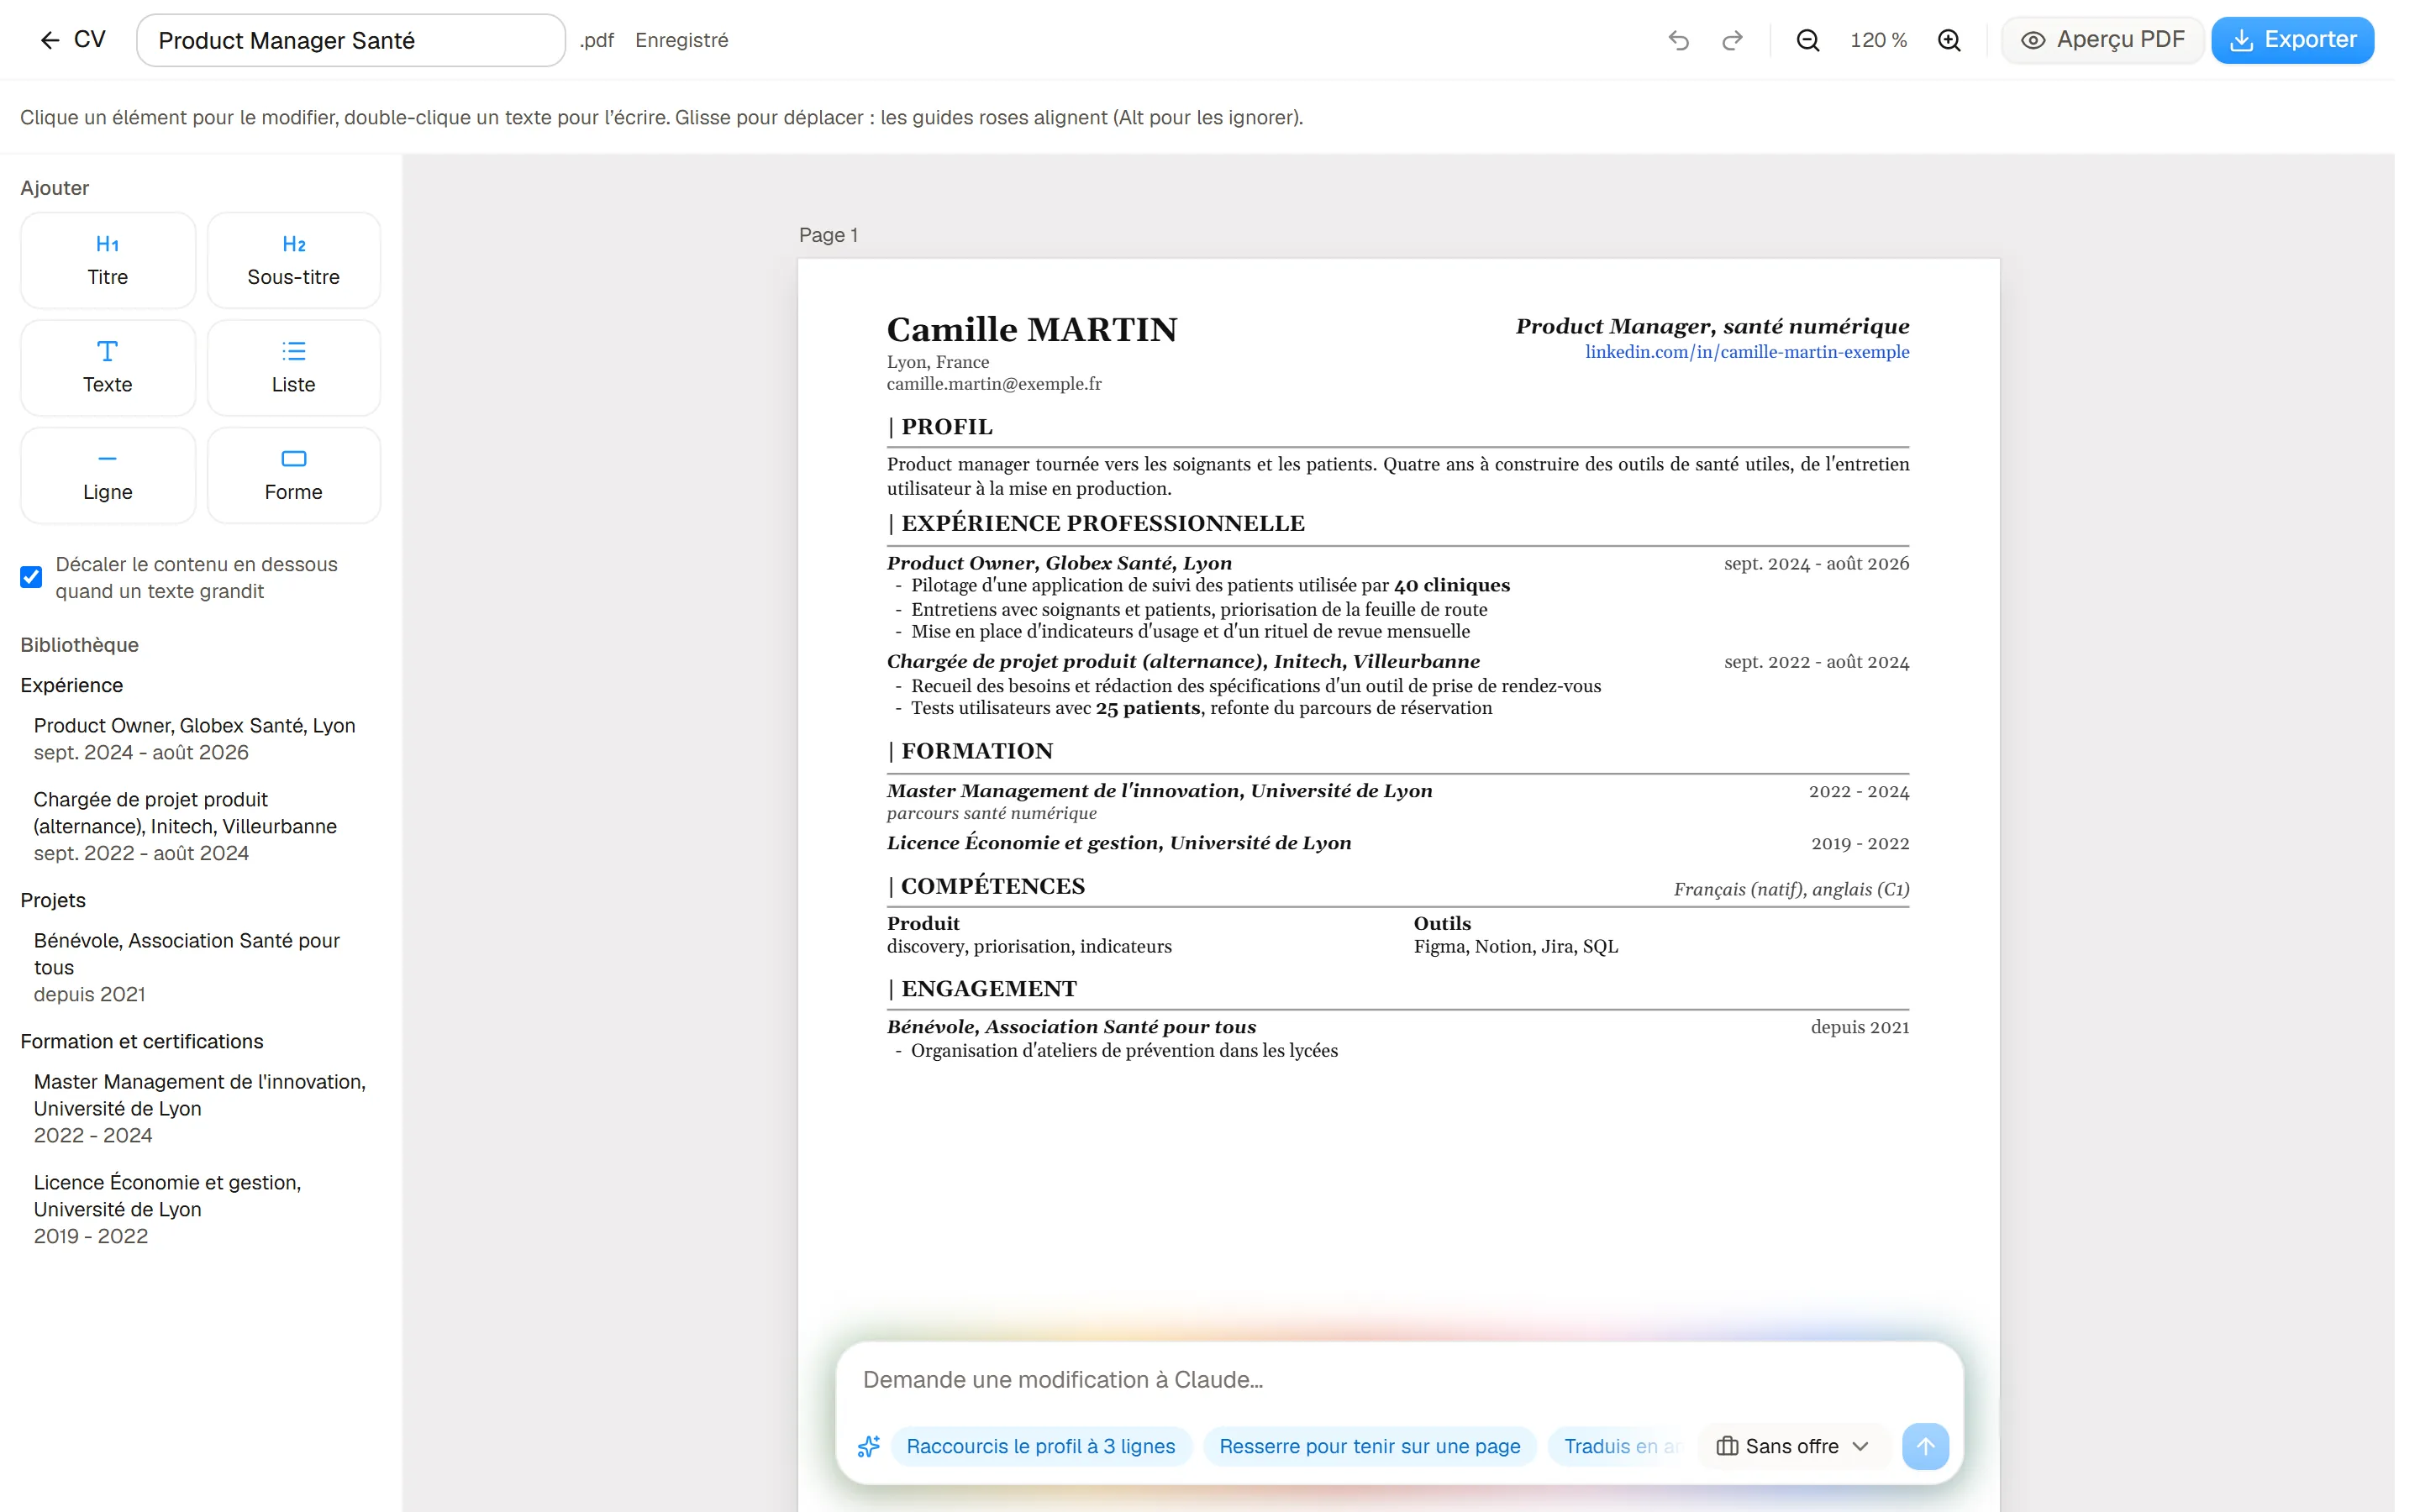 CV
Product Manager Santé
.pdf
Enregistré
120 %
Aperçu PDF
Exporter
Clique un élément pour le modifier, double-clique un texte pour l’écrire. Glisse pour déplacer : les guides roses alignent (Alt pour les ignorer).
Ajouter
H1
Titre
H2
Sous-titre
Texte
Liste
Ligne
Forme
Décaler le contenu en dessous
quand un texte grandit
Bibliothèque
Expérience
Product Owner, Globex Santé, Lyon
sept. 2024 - août 2026
Chargée de projet produit
(alternance), Initech, Villeurbanne
sept. 2022 - août 2024
Projets
Bénévole, Association Santé pour
tous
depuis 2021
Formation et certifications
Master Management de l'innovation,
Université de Lyon
2022 - 2024
Licence Économie et gestion,
Université de Lyon
2019 - 2022
Page 1
Camille MARTIN
Product Manager, santé numérique
Lyon, France
linkedin.com/in/camille-martin-exemple
camille.martin@exemple.fr
| PROFIL
Product manager tournée vers les soignants et les patients. Quatre ans à construire des outils de santé utiles, de l'entretien
utilisateur à la mise en production.
| EXPÉRIENCE PROFESSIONNELLE
Product Owner, Globex Santé, Lyon sept. 2024 - août 2026
- Pilotage d'une application de suivi des patients utilisée par 40 cliniques
- Entretiens avec soignants et patients, priorisation de la feuille de route
- Mise en place d'indicateurs d'usage et d'un rituel de revue mensuelle
Chargée de projet produit (alternance), Initech, Villeurbanne sept. 2022 - août 2024
- Recueil des besoins et rédaction des spécifications d'un outil de prise de rendez-vous
- Tests utilisateurs avec 25 patients, refonte du parcours de réservation
| FORMATION
Master Management de l'innovation, Université de Lyon 2022 - 2024
parcours santé numérique
Licence Économie et gestion, Université de Lyon 2019 - 2022
| COMPÉTENCES Français (natif), anglais (C1)
Produit Outils
discovery, priorisation, indicateurs Figma, Notion, Jira, SQL
| ENGAGEMENT
Bénévole, Association Santé pour tous depuis 2021
- Organisation d'ateliers de prévention dans les lycées
Demande une modification à Claude…
Raccourcis le profil à 3 lignes
Resserre pour tenir sur une page
Traduis en
Sans offre